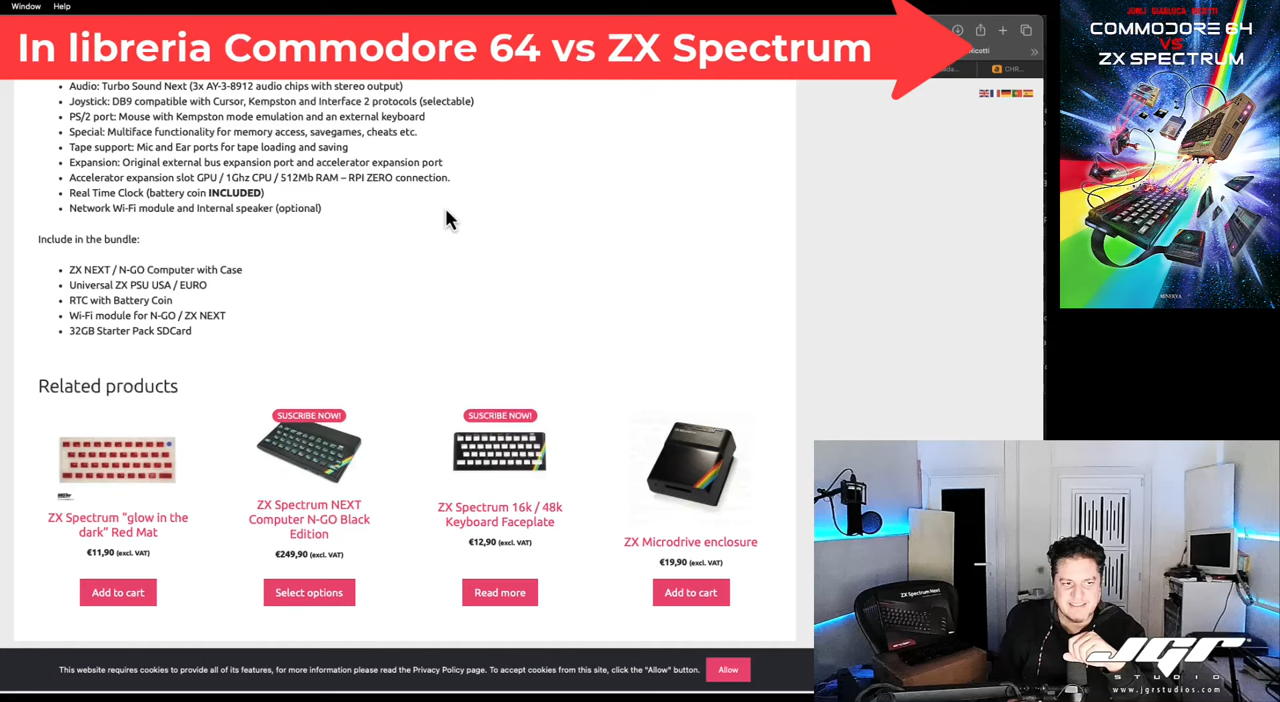 Window Help
In libreria Commodore 64 vs ZX Spectrum
CHR...
Audio: Turbo Sound Next (3x AY-3-8912 audio chips with stereo output)
Joystick: DB9 compatible with Cursor, Kempston and Interface 2 protocols (selectable)
PS/2 port: Mouse with Kempston mode emulation and an external keyboard
Special: Multiface functionality for memory access, savegames, cheats etc.
Tape support: Mic and Ear ports for tape loading and saving
Expansion: Original external bus expansion port and accelerator expansion port
Accelerator expansion slot GPU / 1Ghz CPU / 512Mb RAM – RPI ZERO connection.
Real Time Clock (battery coin INCLUDED)
Network Wi-Fi module and Internal speaker (optional)
Include in the bundle:
ZX NEXT / N-GO Computer with Case
Universal ZX PSU USA / EURO
RTC with Battery Coin
Wi-Fi module for N-GO / ZX NEXT
32GB Starter Pack SDCard
Related products
SUSCRIBE NOW!
SUSCRIBE NOW!
ZX Spectrum "glow in the
dark" Red Mat
€11,90 (excl. VAT)
Add to cart
ZX Spectrum NEXT
Computer N-GO Black
Edition
€249,90 (excl. VAT)
Select options
ZX Spectrum 16k / 48k
Keyboard Faceplate
€12,90 (excl. VAT)
Read more
ZX Microdrive enclosure
€19,90 (excl. VAT)
Add to cart
This website requires cookies to provide all of its features, for more information please read the Privacy Policy page. To accept cookies from this site, click the "Allow" button.
Allow
COMMODORE 64
VS
ZX SPECTRUM
MINERVA
ZX Spectrum Next
JGR
STUDIO
www.jgrstudios.com